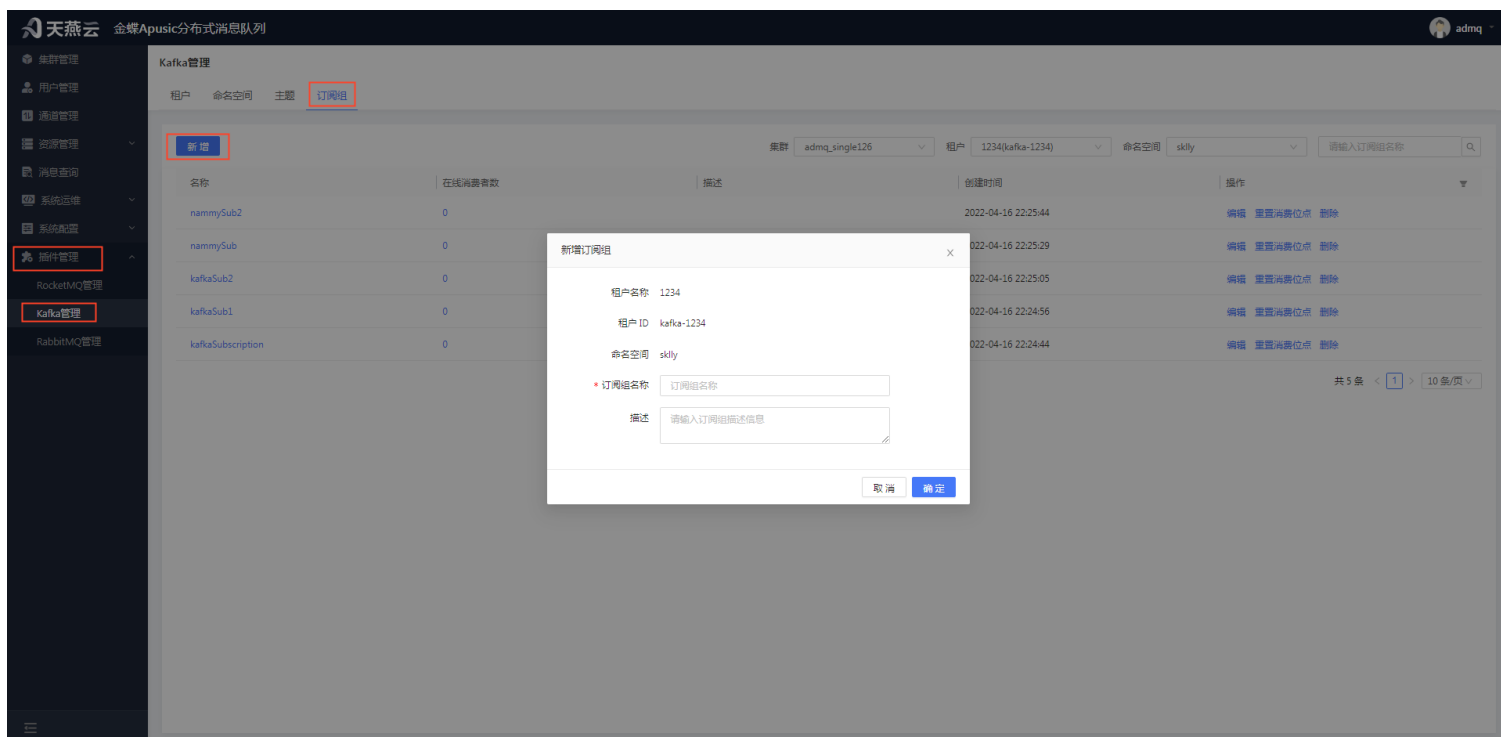 天燕云 金蝶Apusic分布式消息队列 admq
集群管理
用户管理
通道管理
资源管理
消息查询
系统运维
系统配置
插件管理
RocketMQ管理
Kafka管理
RabbitMQ管理
Kafka管理
租户 命名空间 主题 订阅组
新增 集群 admq_single126 租户 1234(kafka-1234) 命名空间 sklly 请输入订阅组名称
名称 在线消费者数 描述 创建时间 操作
nammySub2 0 2022-04-16 22:25:44 编辑 重置消费位点 删除
nammySub 0 022-04-16 22:25:29 编辑 重置消费位点 删除
kafkaSub2 0 022-04-16 22:25:05 编辑 重置消费位点 删除
kafkaSub1 0 022-04-16 22:24:56 编辑 重置消费位点 删除
kafkaSubscription 0 022-04-16 22:24:44 编辑 重置消费位点 删除
共 5 条 < 1 > 10 条/页
新增订阅组 X
租户名称 1234
租户 ID kafka-1234
命名空间 sklly
* 订阅组名称 订阅组名称
描述 请输入订阅组描述信息
取消 确定